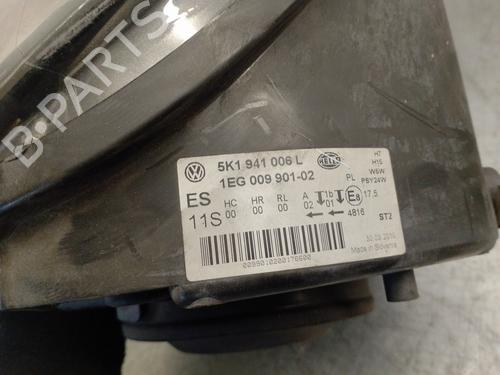 B-PARTS
5K1 941 006 L
HELLA
1EG 009 901-02
H7
H15
W5W
PSY24W
ES
HC HR RL A 1b PL
11S
00 00 00 02 01 E8 17.5
4816
ST2
Made in Slovenia
0099010200176600